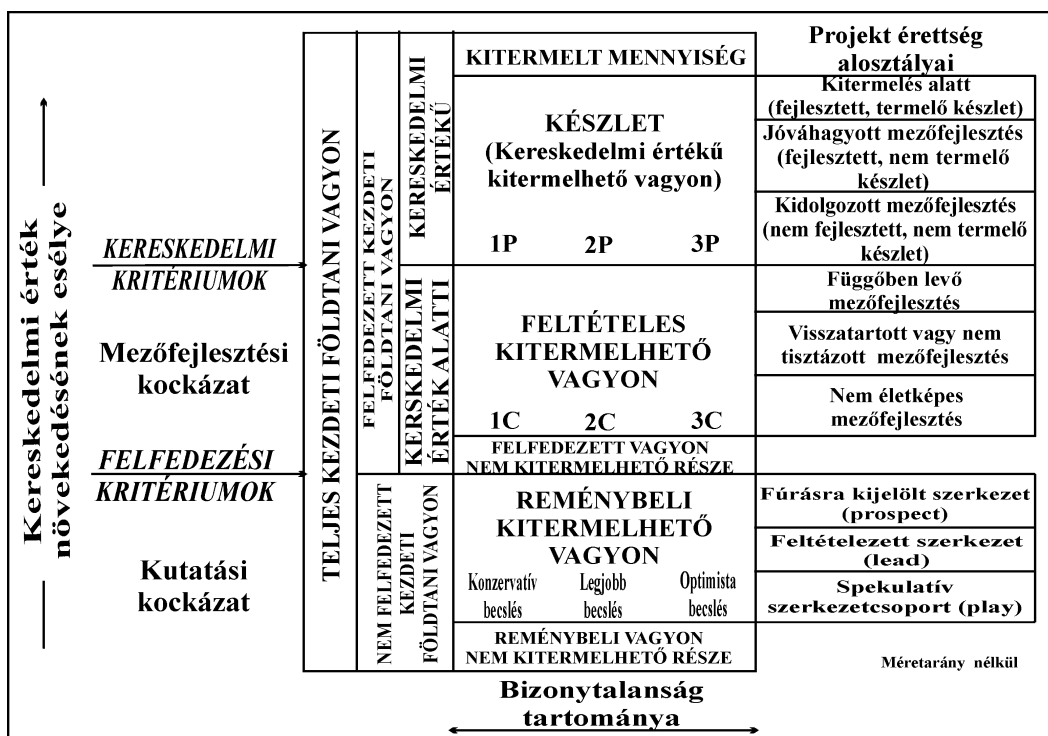 Kereskedelmi érték
növekedésének esélye
KERESKEDELMI
KRITÉRIUMOK
Mezőfejlesztési
kockázat
FELFEDEZÉSI
KRITÉRIUMOK
Kutatási
kockázat
TELJES KEZDETI FÖLDTANI VAGYON
FELFEDEZETT KEZDETI
FÖLDTANI VAGYON
NEM FELFEDEZETT
KEZDETI
FÖLDTANI VAGYON
KERESKEDELMI
ÉRTÉKŰ
KERSKEDELMI
ÉRTÉK ALATTI
KITERMELT MENNYISÉG
KÉSZLET
(Kereskedelmi értékű
kitermelhető vagyon)
1P 2P 3P
FELTÉTELES
KITERMELHETŐ
VAGYON
1C 2C 3C
FELFEDEZETT VAGYON
NEM KITERMELHETŐ RÉSZE
REMÉNYBELI
KITERMELHETŐ
VAGYON
Konzervatív Legjobb Optimista
becslés becslés becslés
REMÉNYBELI VAGYON
NEM KITERMELHETŐ RÉSZE
Bizonytalanság
tartománya
Projekt érettség
alosztályai
Kitermelés alatt
(fejlesztett, termelő készlet)
Jóváhagyott mezőfejlesztés
(fejlesztett, nem termelő
készlet)
Kidolgozott mezőfejlesztés
(nem fejlesztett, nem termelő
készlet)
Függőben levő
mezőfejlesztés
Visszatartott vagy nem
tisztázott mezőfejlesztés
Nem életképes
mezőfejlesztés
Fúrásra kijelölt szerkezet
(prospect)
Feltételezett szerkezet
(lead)
Spekulatív
szerkezetcsoport (play)
Méretarány nélkül